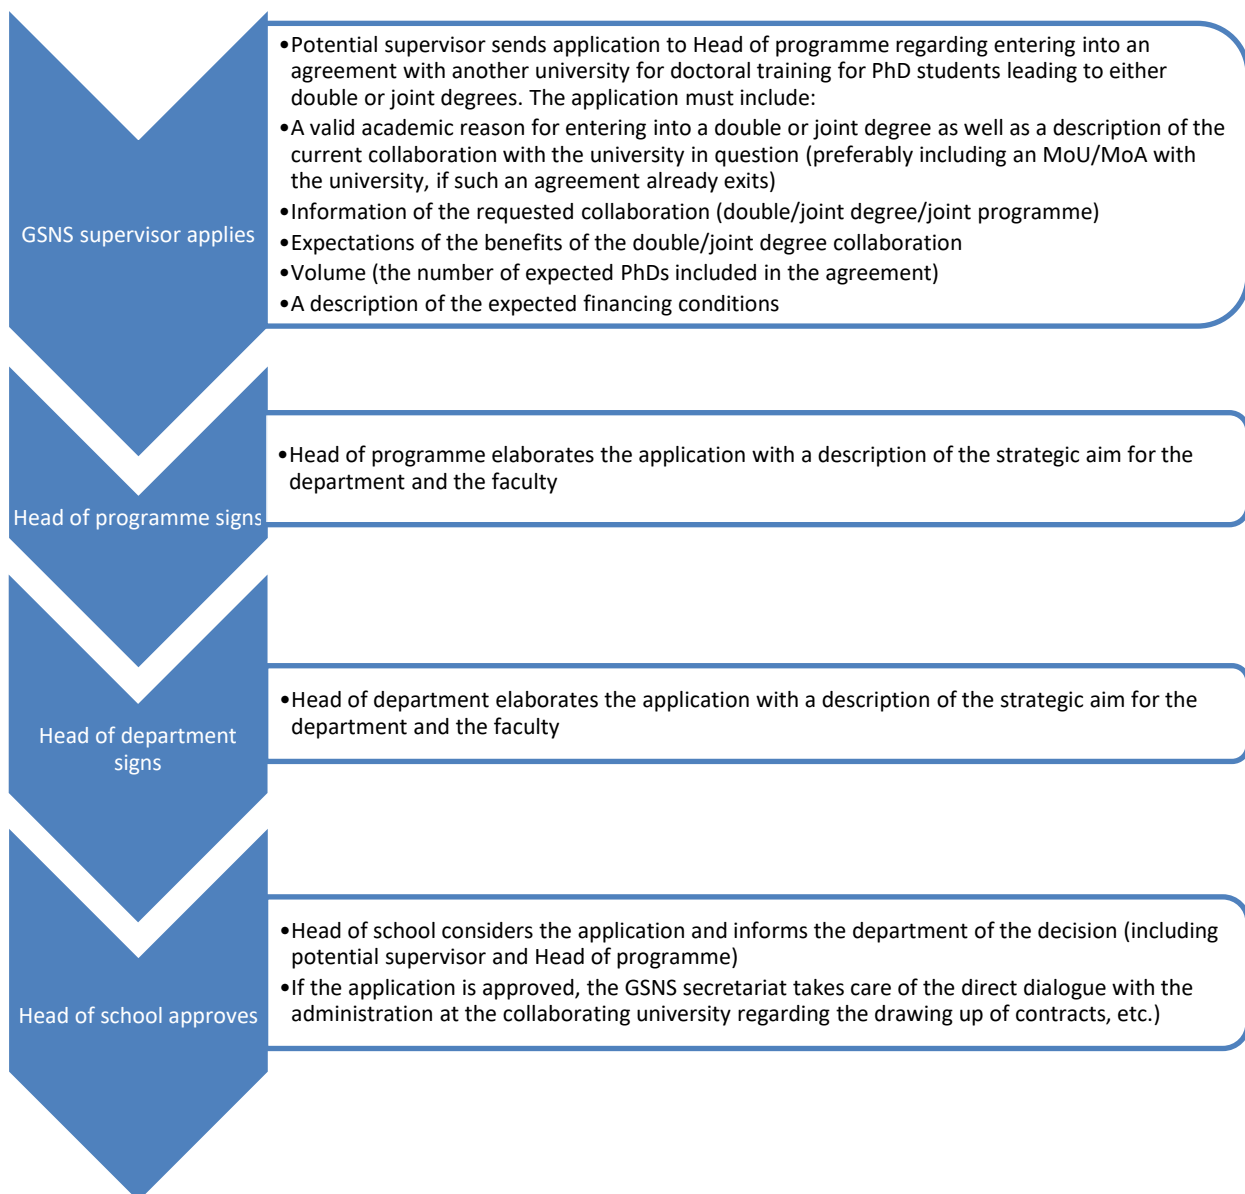 GSNS supervisor applies
•Potential supervisor sends application to Head of programme regarding entering into an
agreement with another university for doctoral training for PhD students leading to either
double or joint degrees. The application must include:
•A valid academic reason for entering into a double or joint degree as well as a description of the
current collaboration with the university in question (preferably including an MoU/MoA with
the university, if such an agreement already exits)
•Information of the requested collaboration (double/joint degree/joint programme)
•Expectations of the benefits of the double/joint degree collaboration
•Volume (the number of expected PhDs included in the agreement)
•A description of the expected financing conditions
Head of programme signs
•Head of programme elaborates the application with a description of the strategic aim for the
department and the faculty
Head of department
signs
•Head of department elaborates the application with a description of the strategic aim for the
department and the faculty
Head of school approves
•Head of school considers the application and informs the department of the decision (including
potential supervisor and Head of programme)
•If the application is approved, the GSNS secretariat takes care of the direct dialogue with the
administration at the collaborating university regarding the drawing up of contracts, etc.)